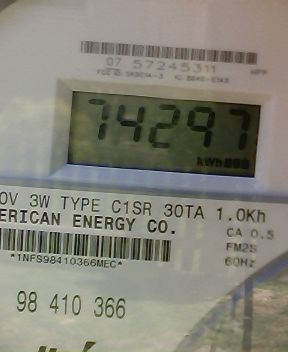 07 57245311
74297
kWh
0V 3W TYPE C1SR 30TA 1.0Kh
ERICAN ENERGY CO.
CA 0.5
FM2S
*1NFS98410366MEC*
60Hz
98 410 366